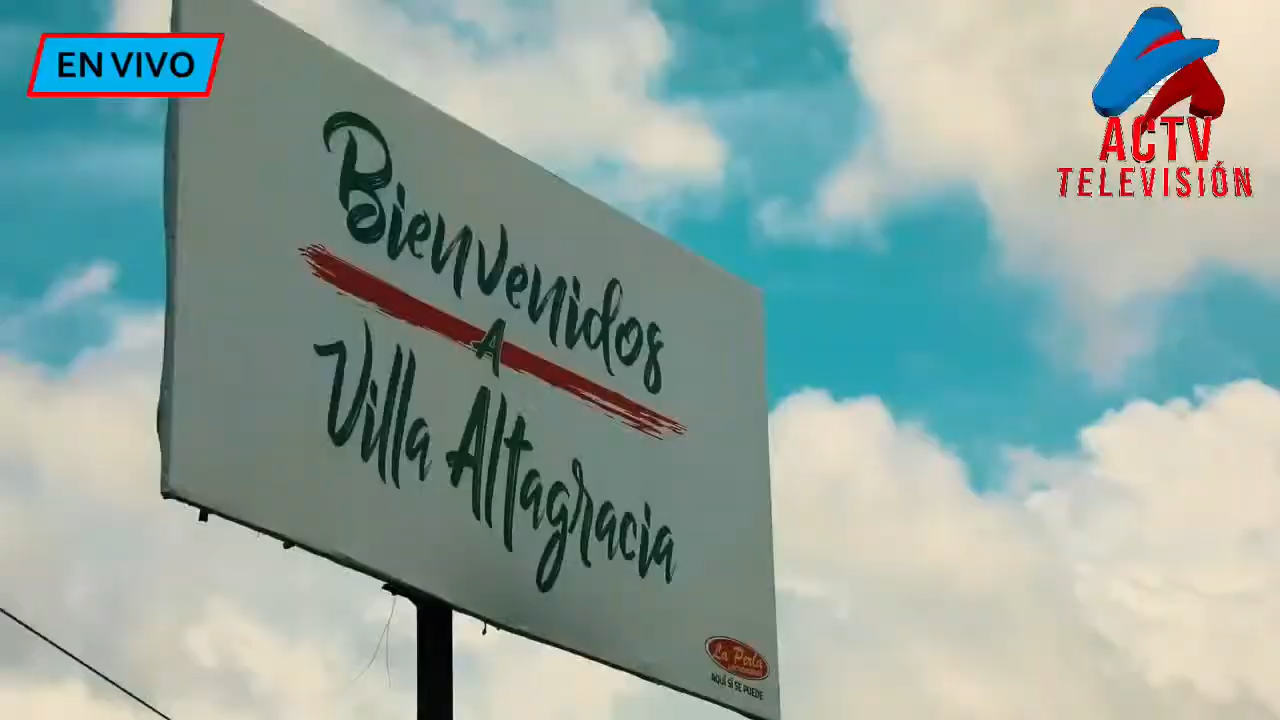 EN VIVO
ACTV
TELEVISIÓN
Bienvenidos
A
Villa Altagracia
La Perla
AQUÍ SÍ SE PUEDE